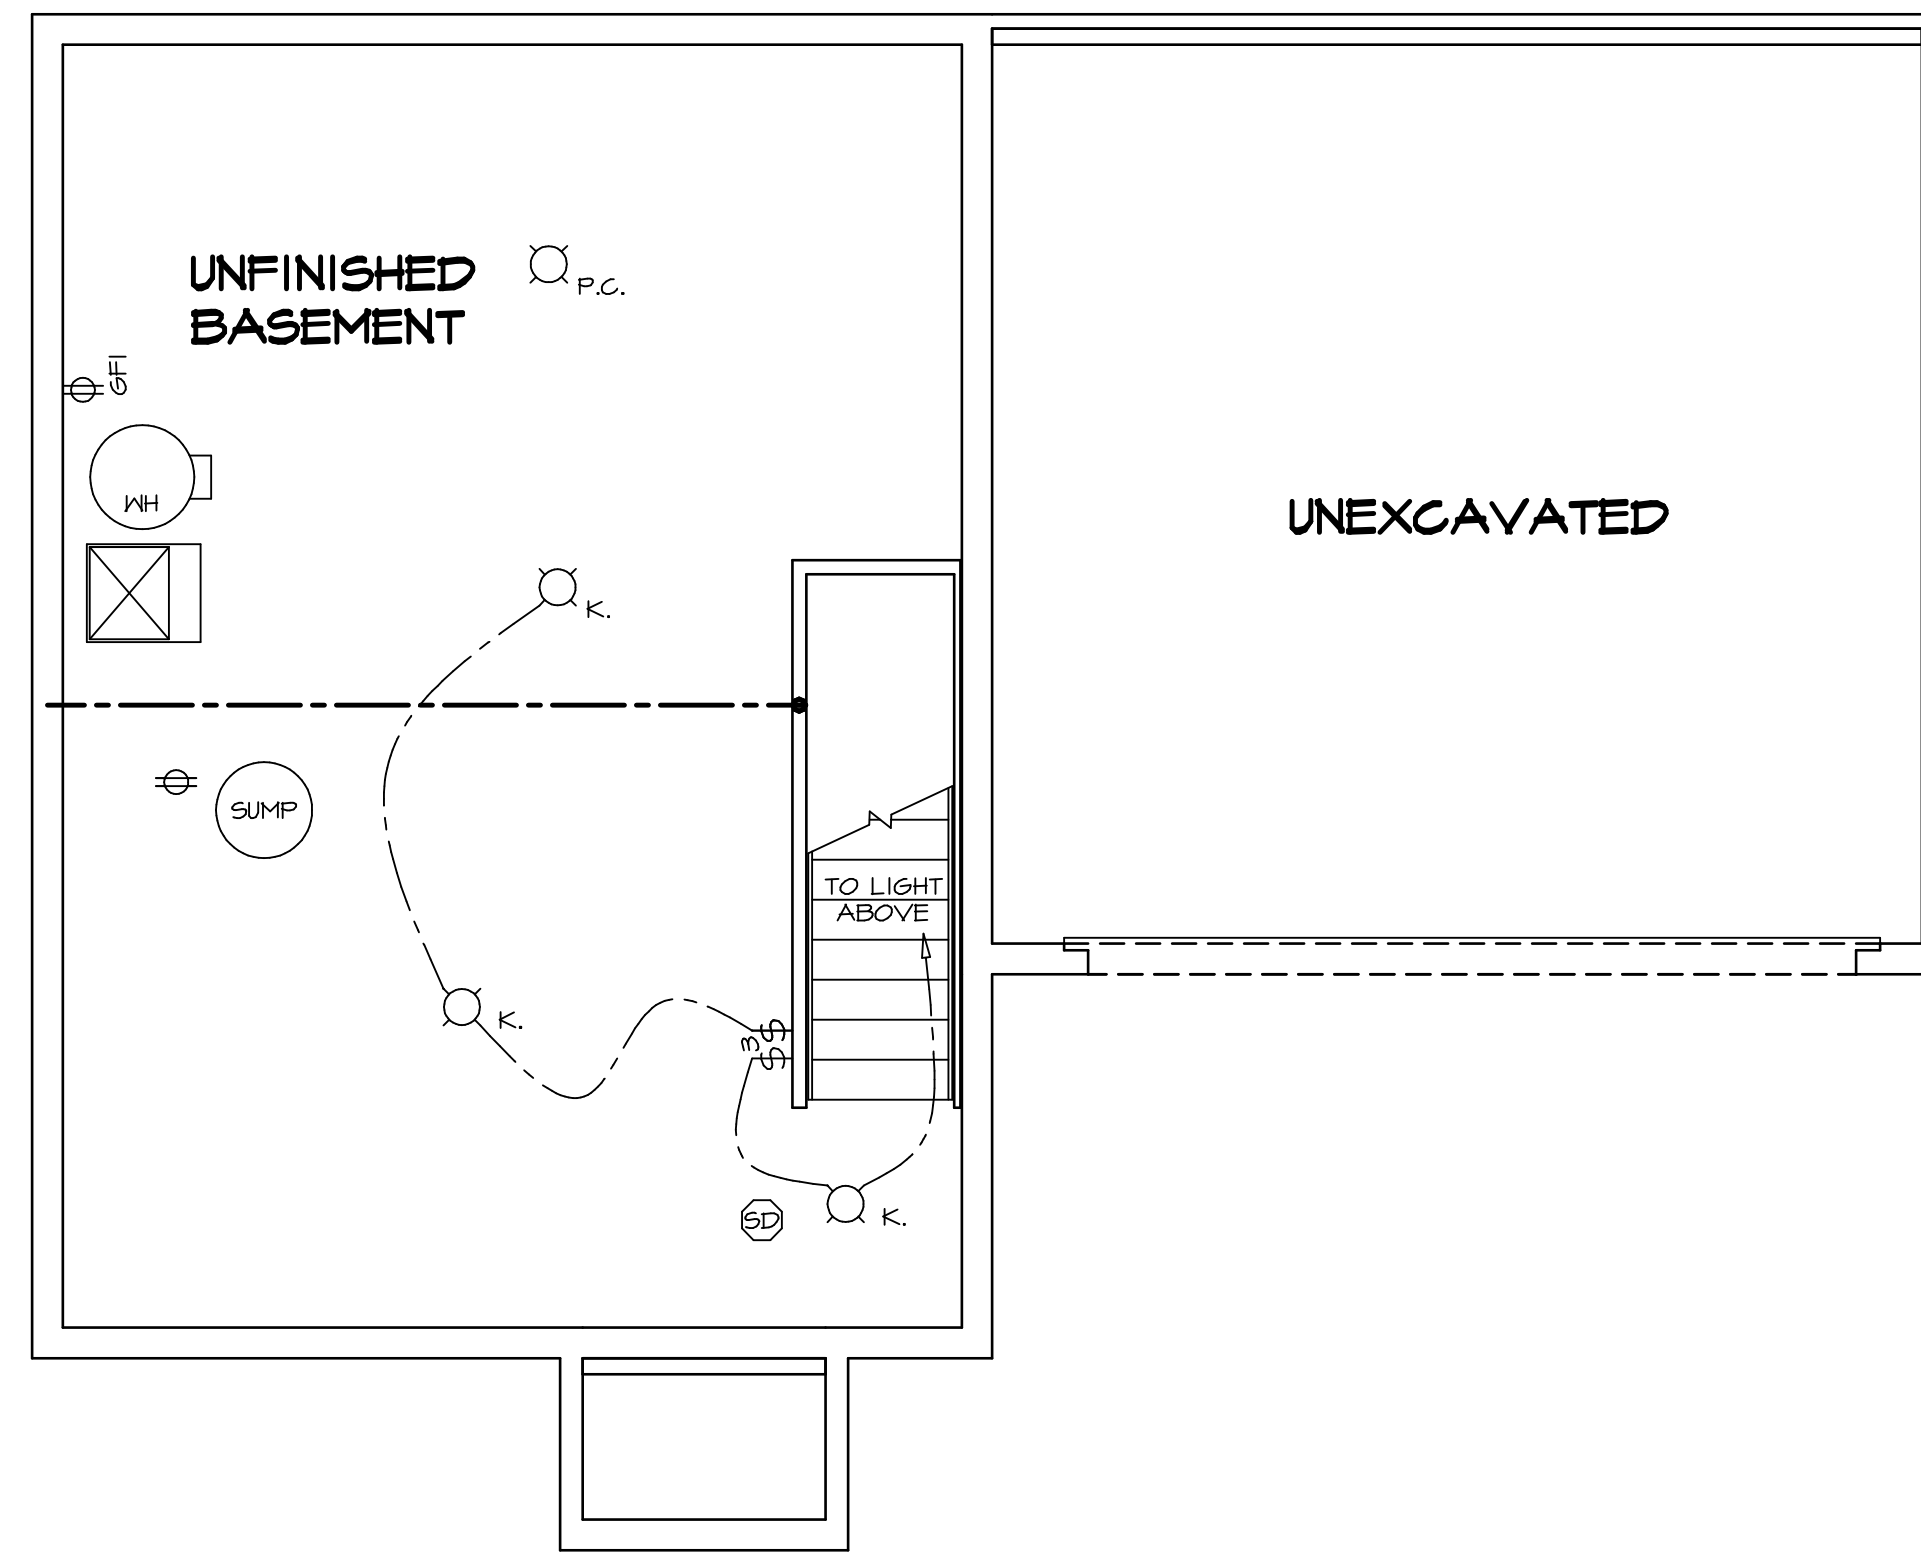 UNFINISHED
BASEMENT
P.C.
GFI
WH
UNEXCAVATED
K.
SUMP
TO LIGHT
ABOVE
K.
S
3
S
SD
K.